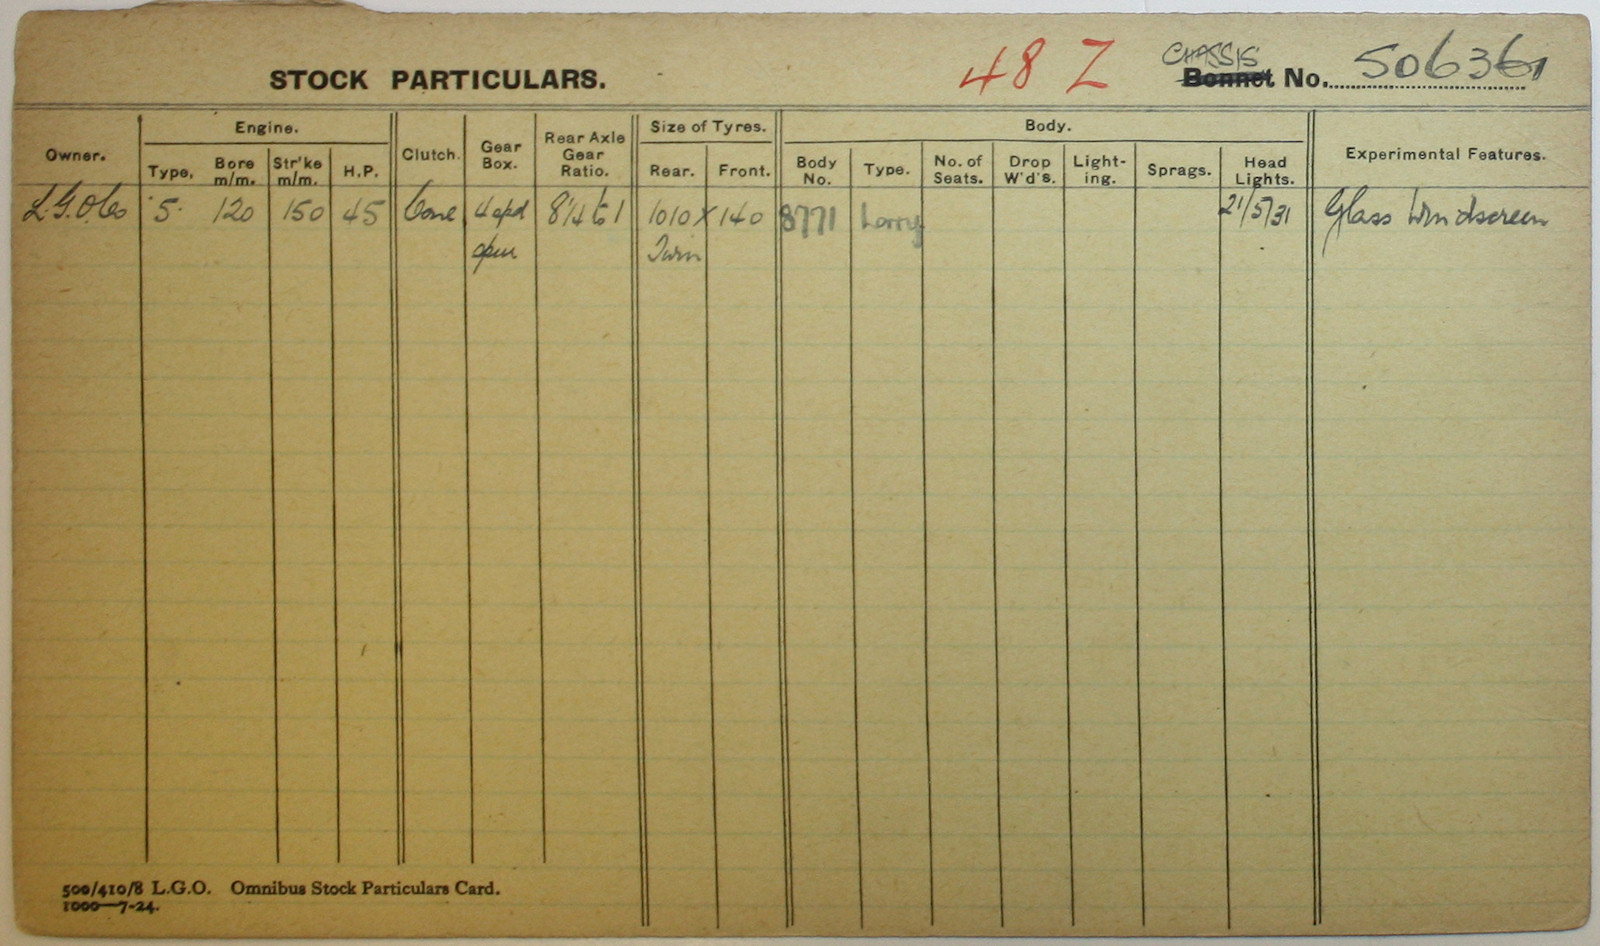 48 Z CHASSIS
STOCK PARTICULARS. Bonnet No. 50636
Owner. Engine. Clutch. Gear Box. Rear Axle Gear Ratio. Size of Tyres. Body. Experimental Features.
Type. Bore m/m. Str'ke m/m. H.P. Rear. Front. Body No. Type. No. of Seats. Drop W'd's. Light-ing. Sprags. Head Lights.
L.G.O.Co 5. 120 150 45 Cone 4 spd 8¼ to 1 1010 X 140 8771 Lorry 21/5/31 Glass Windscreen
Twin
500/410/8 L.G.O. Omnibus Stock Particulars Card.
1000—7-24.